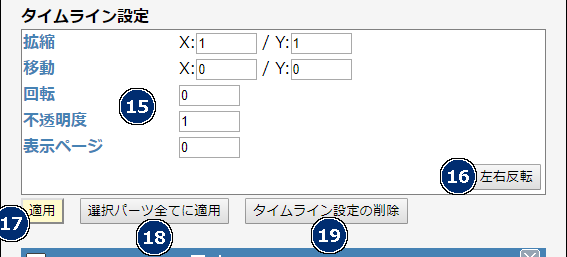 タイムライン設定
拡縮 X: 1 / Y: 1
移動 X: 0 / Y: 0
回転 0
15
不透明度 1
表示ページ 0
16 左右反転
17 適用 選択パーツ全てに適用 タイムライン設定の削除
18 19